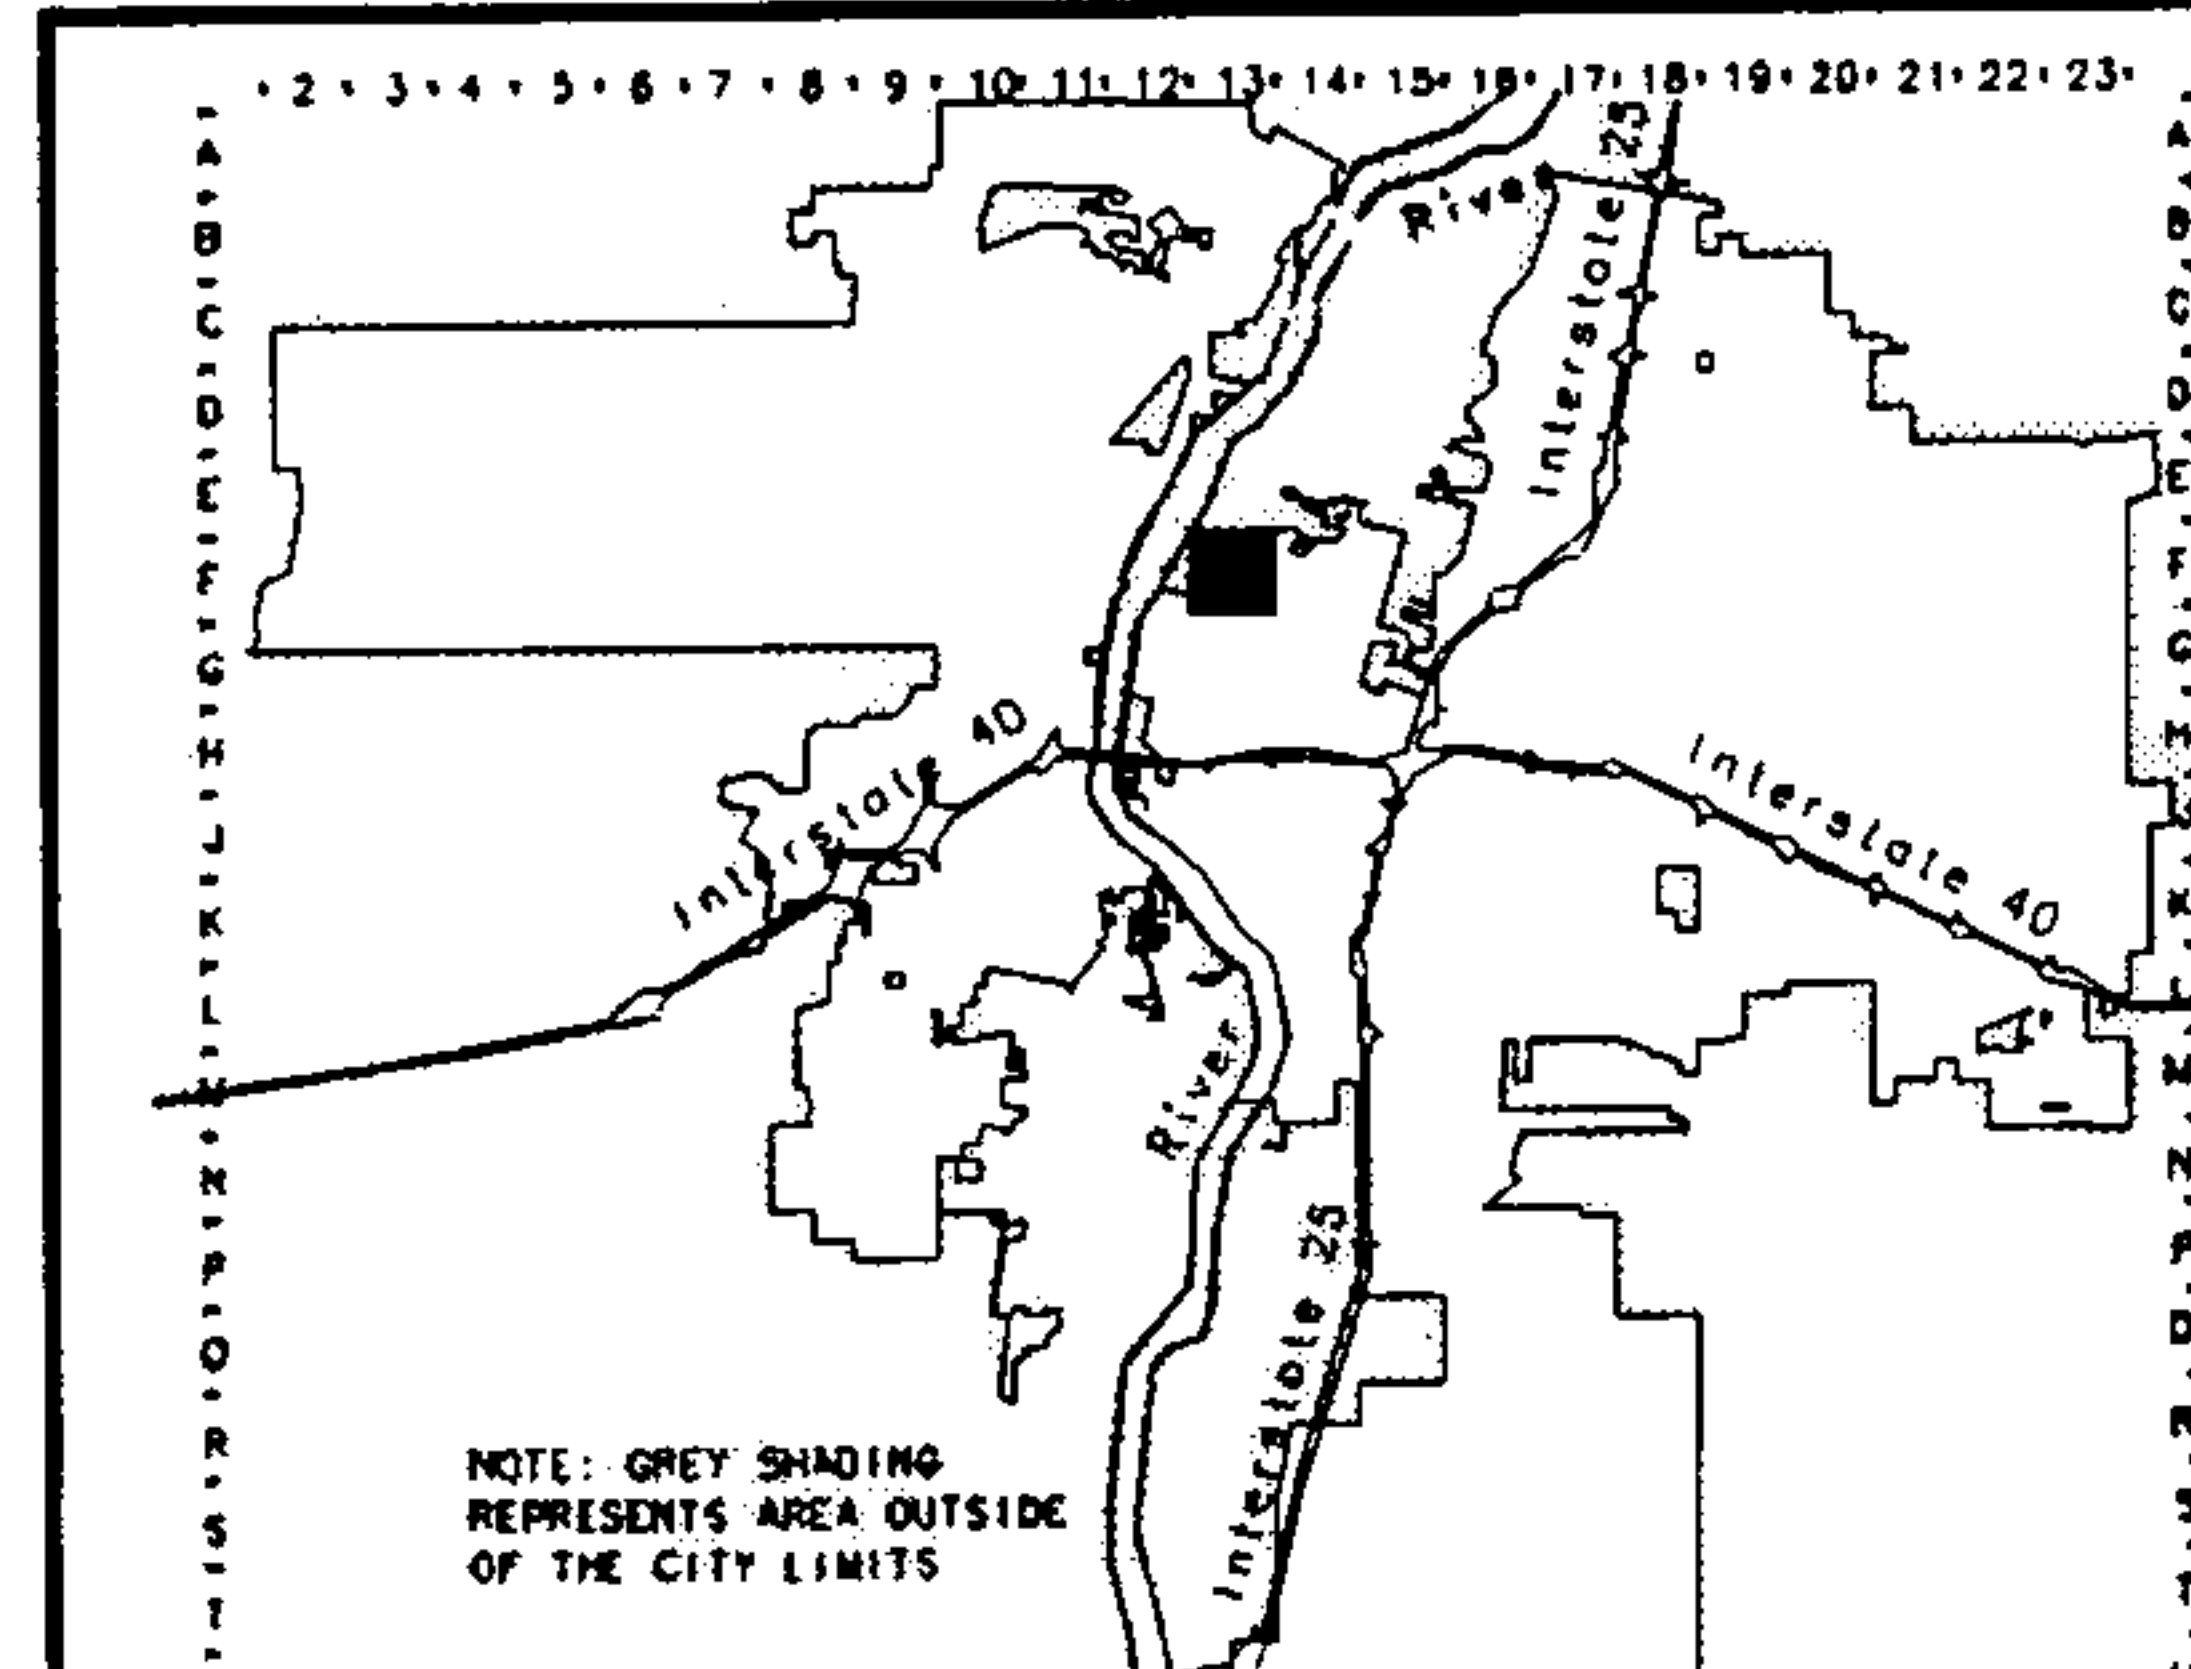 2 3 4 5 6 7 8 9 10 11 12 13 14 15 16 17 18 19 20 21 22 23
A
B
C
D
E
F
G
H
J
K
L
M
N
P
Q
R
S
T
River
Interstate 25
Interstate 40
Interstate 40
River
Interstate 25
NOTE: GREY SHADING
REPRESENTS AREA OUTSIDE
OF THE CITY LIMITS
A
B
C
D
E
F
G
H
J
K
L
M
N
P
Q
R
S
T